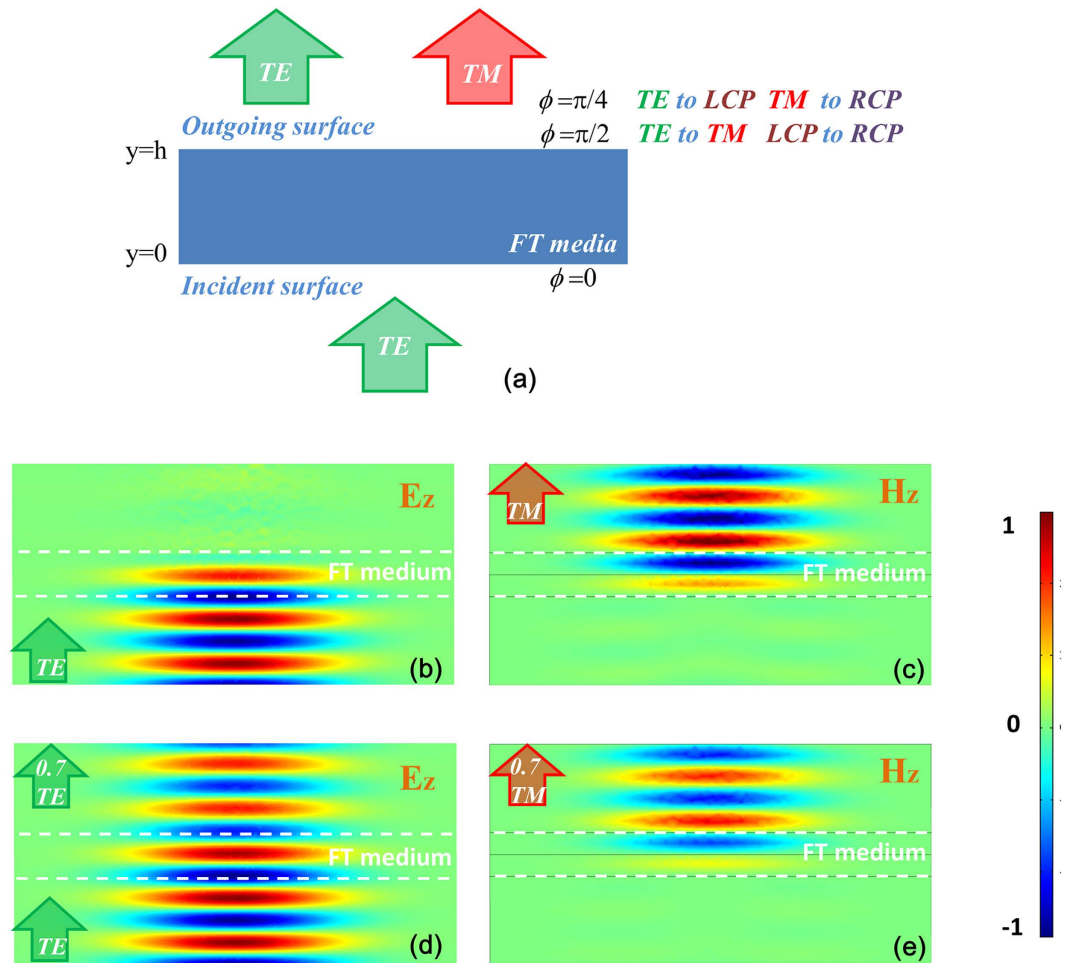 TE
TM
ϕ=π/4 TE to LCP TM to RCP
Outgoing surface
ϕ=π/2 TE to TM LCP to RCP
y=h
FT media
y=0
ϕ=0
Incident surface
TE
(a)
Ez
TM
Hz
FT medium
FT medium
TE
(b)
(c)
1
0
-1
0.7
TE
Ez
0.7
TM
Hz
FT medium
FT medium
TE
(d)
(e)